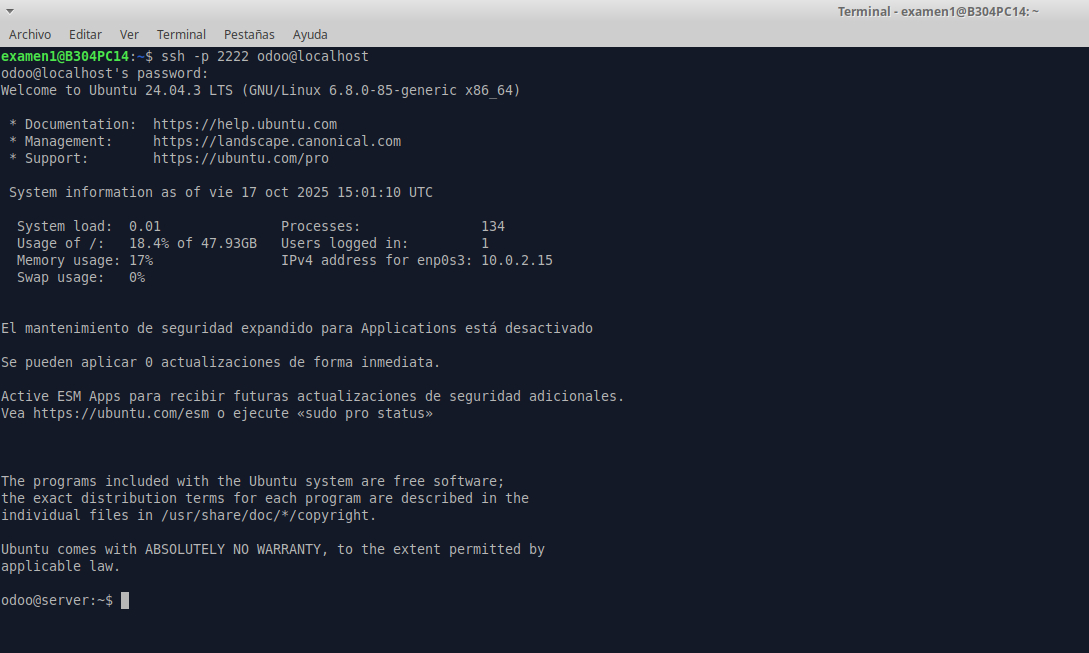 Terminal - examen1@B304PC14: ~
Archivo Editar Ver Terminal Pestañas Ayuda
examen1@B304PC14:~$ ssh -p 2222 odoo@localhost
odoo@localhost's password:
Welcome to Ubuntu 24.04.3 LTS (GNU/Linux 6.8.0-85-generic x86_64)
* Documentation:  https://help.ubuntu.com
* Management:     https://landscape.canonical.com
* Support:        https://ubuntu.com/pro
System information as of vie 17 oct 2025 15:01:10 UTC
System load:  0.01               Processes:               134
Usage of /:   18.4% of 47.93GB   Users logged in:         1
Memory usage: 17%                IPv4 address for enp0s3: 10.0.2.15
Swap usage:   0%
El mantenimiento de seguridad expandido para Applications está desactivado
Se pueden aplicar 0 actualizaciones de forma inmediata.
Active ESM Apps para recibir futuras actualizaciones de seguridad adicionales.
Vea https://ubuntu.com/esm o ejecute «sudo pro status»
The programs included with the Ubuntu system are free software;
the exact distribution terms for each program are described in the
individual files in /usr/share/doc/*/copyright.
Ubuntu comes with ABSOLUTELY NO WARRANTY, to the extent permitted by
applicable law.
odoo@server:~$